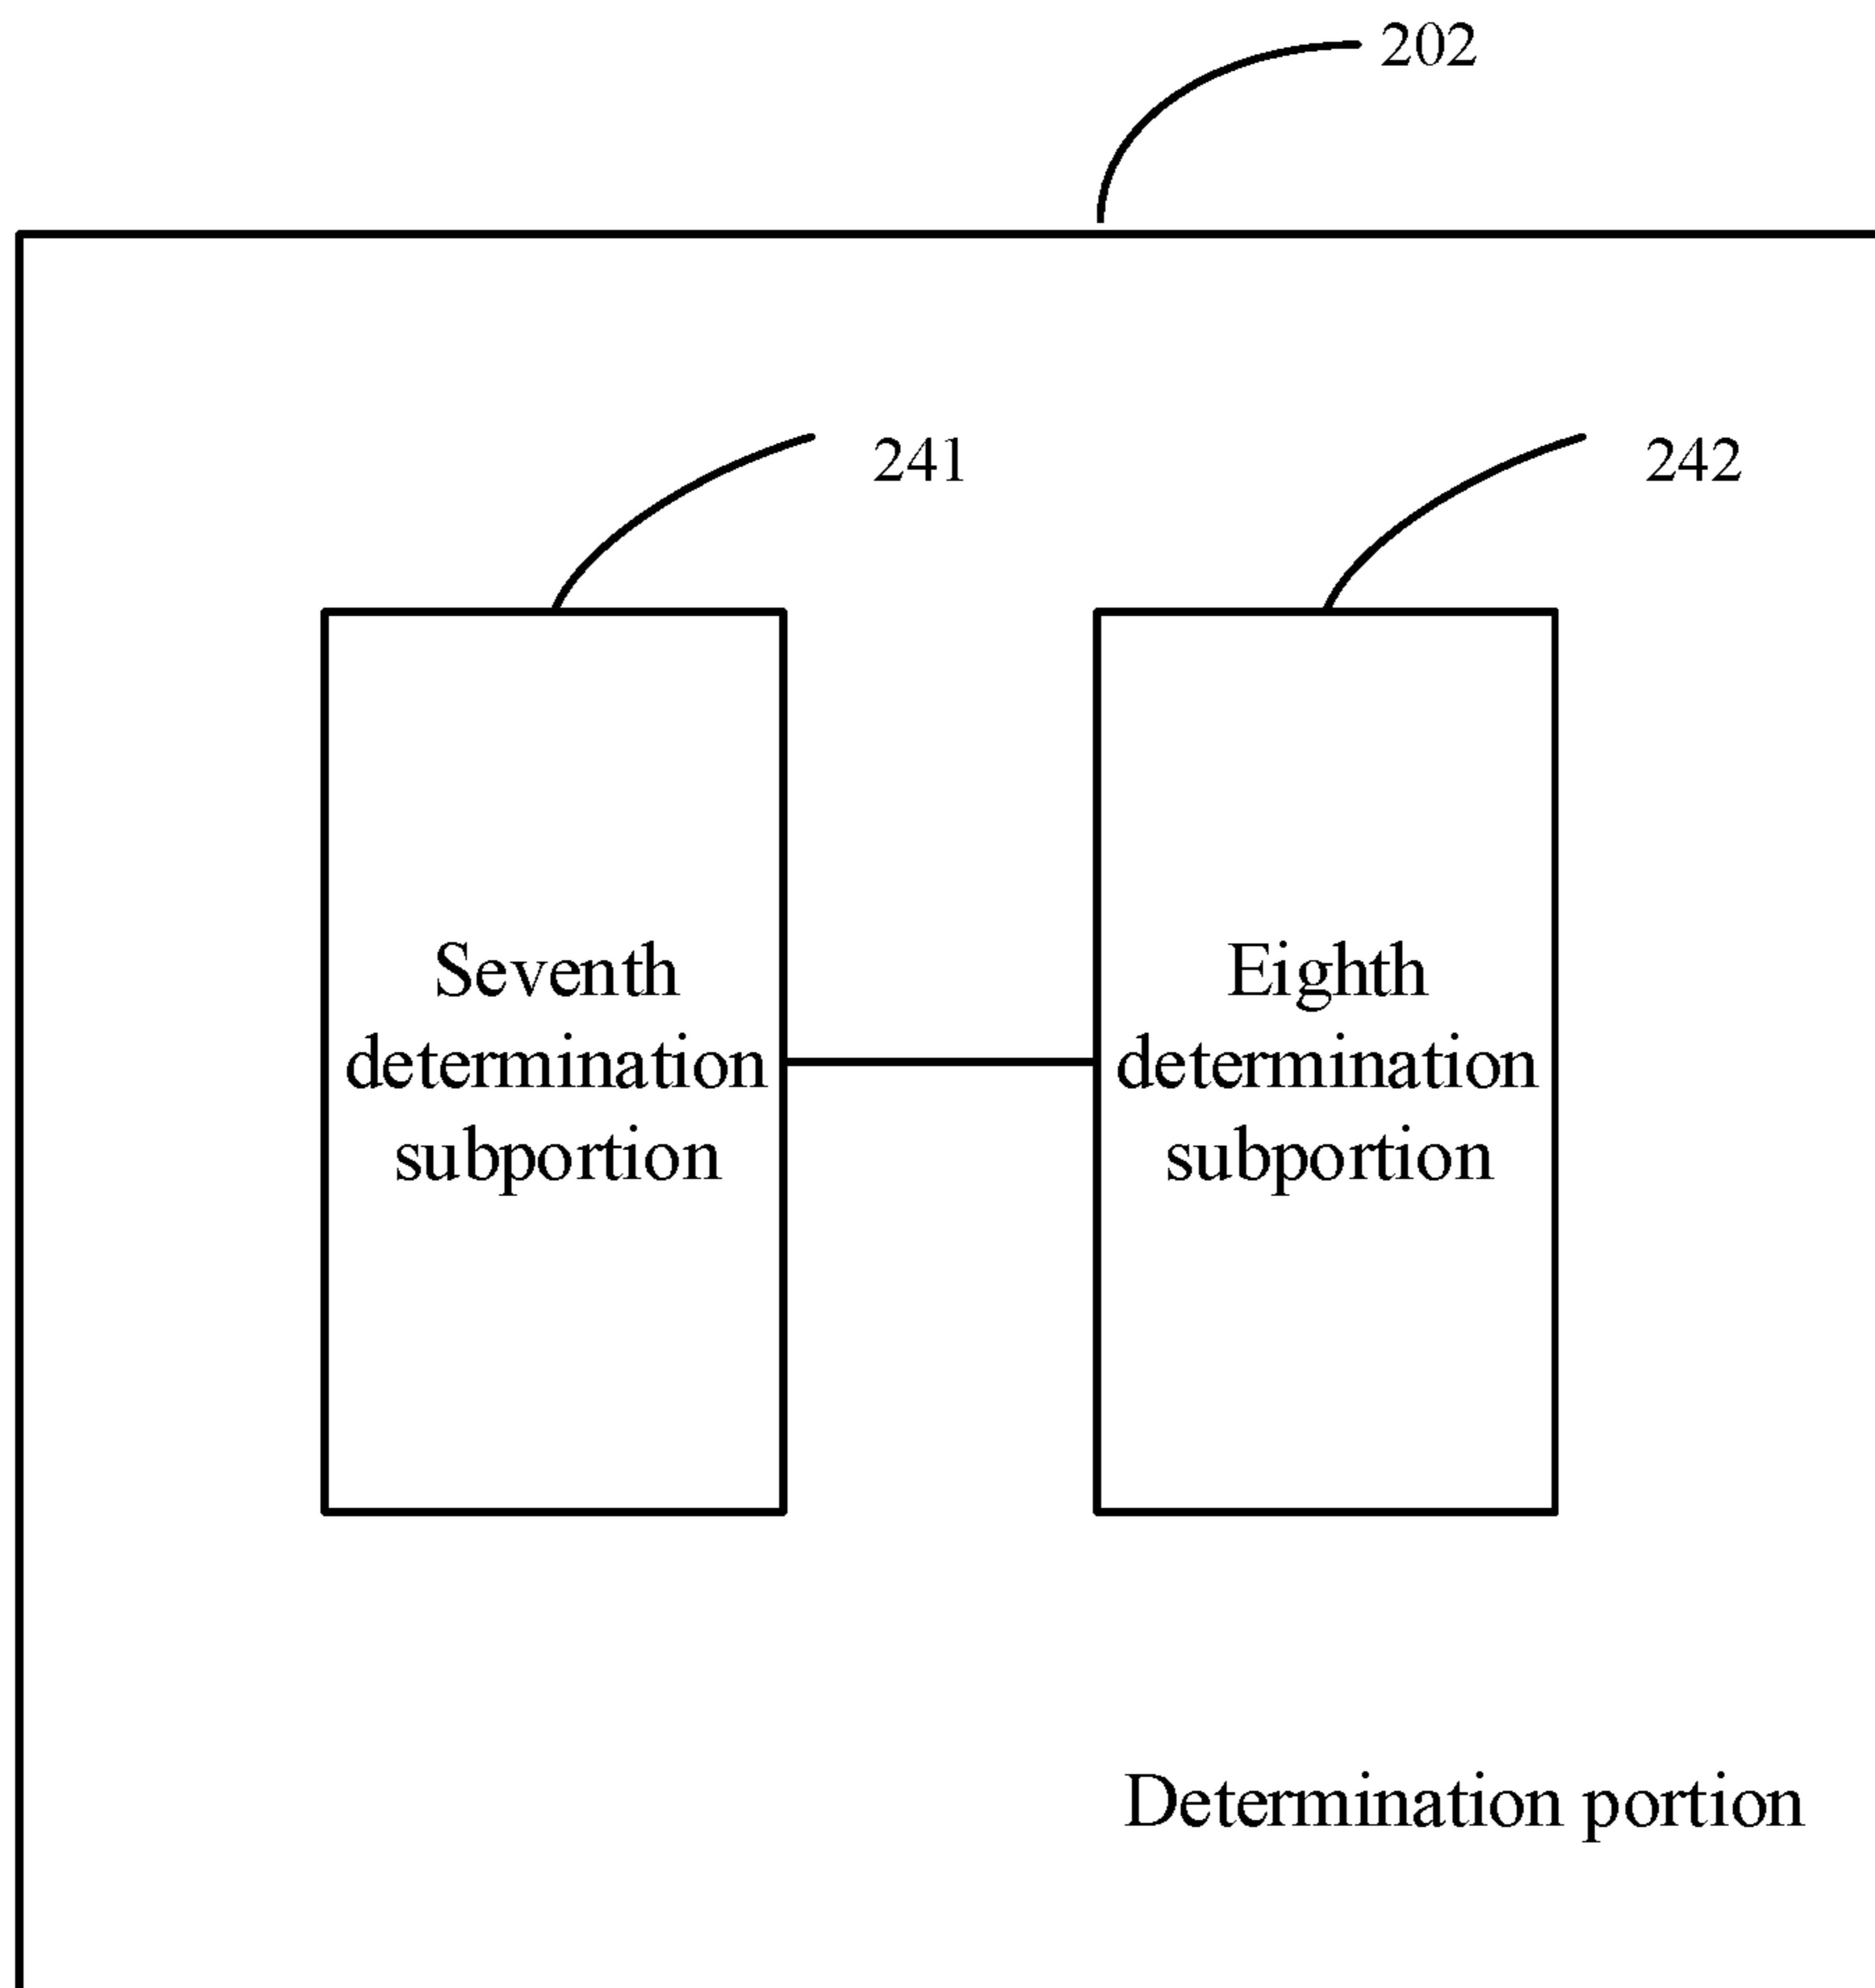 202
241
242
Seventh
determination
subportion
Eighth
determination
subportion
Determination portion